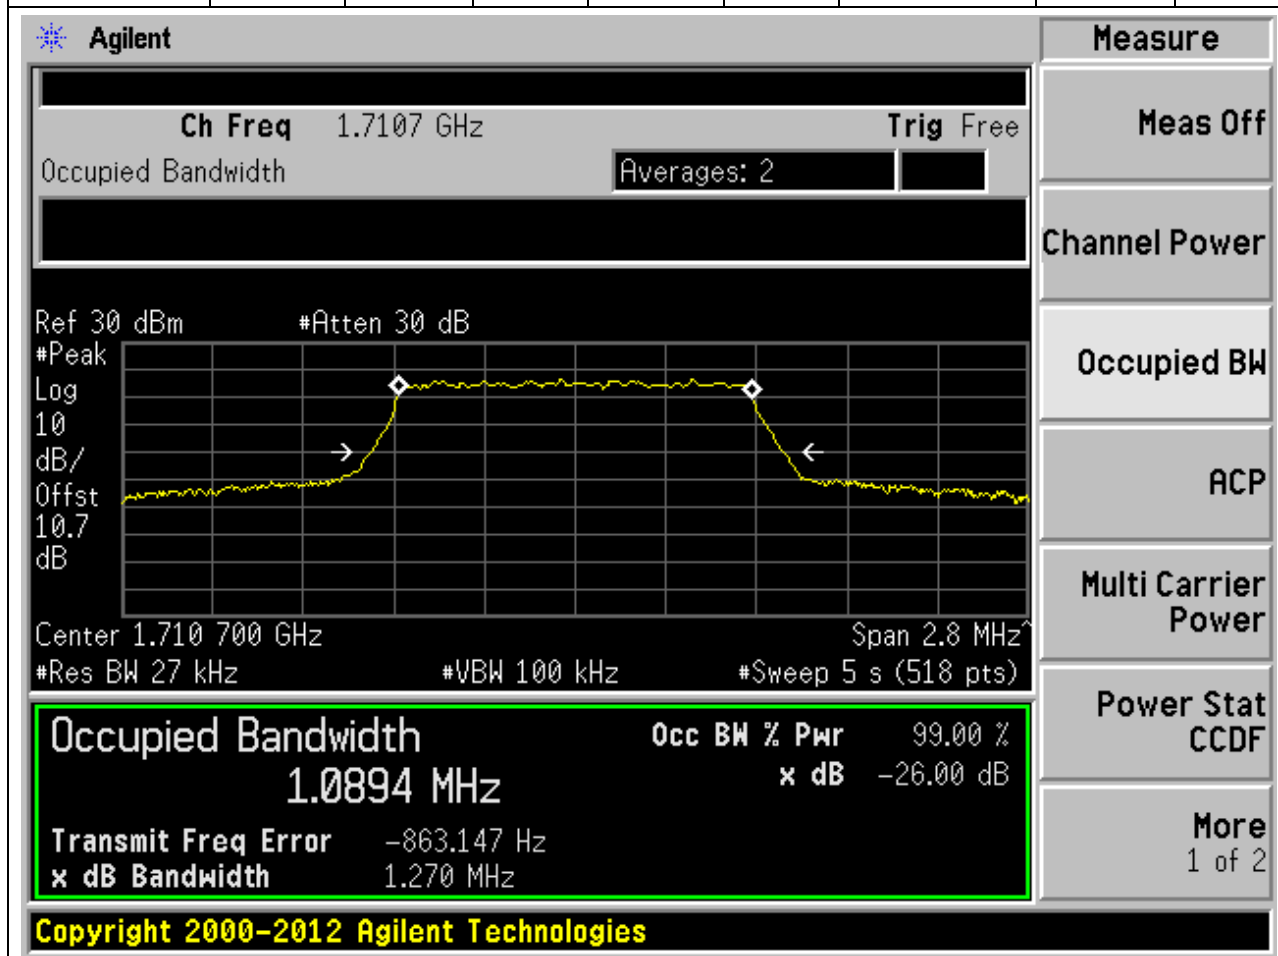 Agilent
Measure
Ch Freq 1.7107 GHz Trig Free
Meas Off
Occupied Bandwidth Averages: 2
Channel Power
Ref 30 dBm #Atten 30 dB
#Peak
Log
10
dB/
Offst
10.7
dB
Occupied BW
ACP
Center 1.710 700 GHz Span 2.8 MHz^
#Res BW 27 kHz #VBW 100 kHz #Sweep 5 s (518 pts)
Multi Carrier
Power
Occupied Bandwidth Occ BW % Pwr 99.00 %
1.0894 MHz x dB -26.00 dB
Transmit Freq Error -863.147 Hz
x dB Bandwidth 1.270 MHz
Power Stat
CCDF
More
1 of 2
Copyright 2000-2012 Agilent Technologies